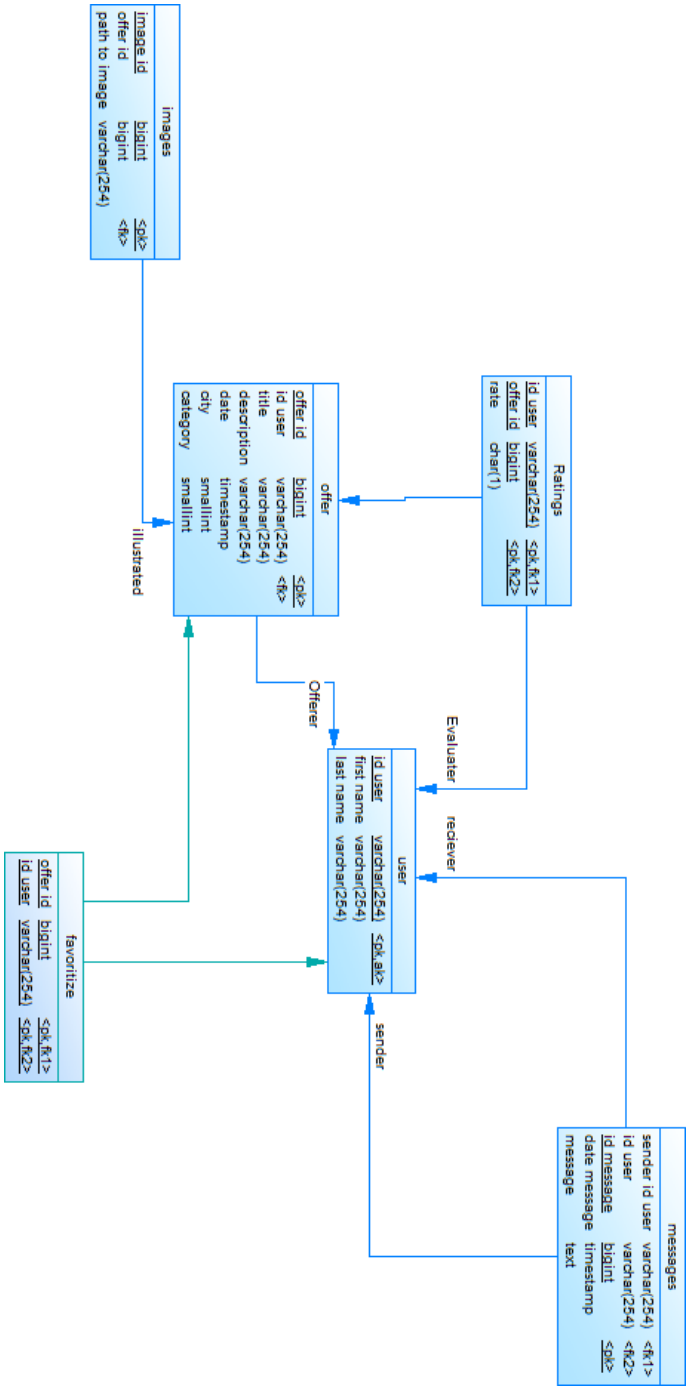 images
image id bigint <pk>
offer id bigint <fk>
path to image varchar(254)
Ratings
id user varchar(254) <pk,fk1>
offer id bigint <pk,fk2>
rate char(1)
offer
offer id bigint <pk>
id user varchar(254) <fk>
title varchar(254)
description varchar(254)
date timestamp
city smallint
category smallint
illustrated
Offerer
Evaluater
reciever
user
id user varchar(254) <pk,ak>
first name varchar(254)
last name varchar(254)
sender
favoritize
offer id bigint <pk,fk1>
id user varchar(254) <pk,fk2>
messages
sender id user varchar(254) <fk1>
id user varchar(254) <fk2>
id message bigint <pk>
date message timestamp
message text